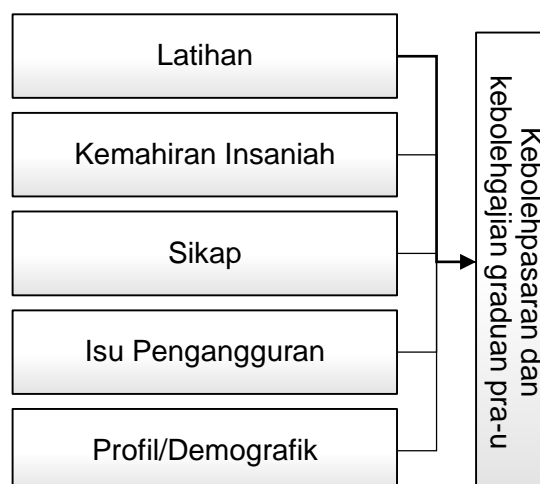 Latihan
Kemahiran Insaniah
Sikap
Isu Pengangguran
Profil/Demografik
Kebolehpasaran dan
kebolehgajian graduan pra-u